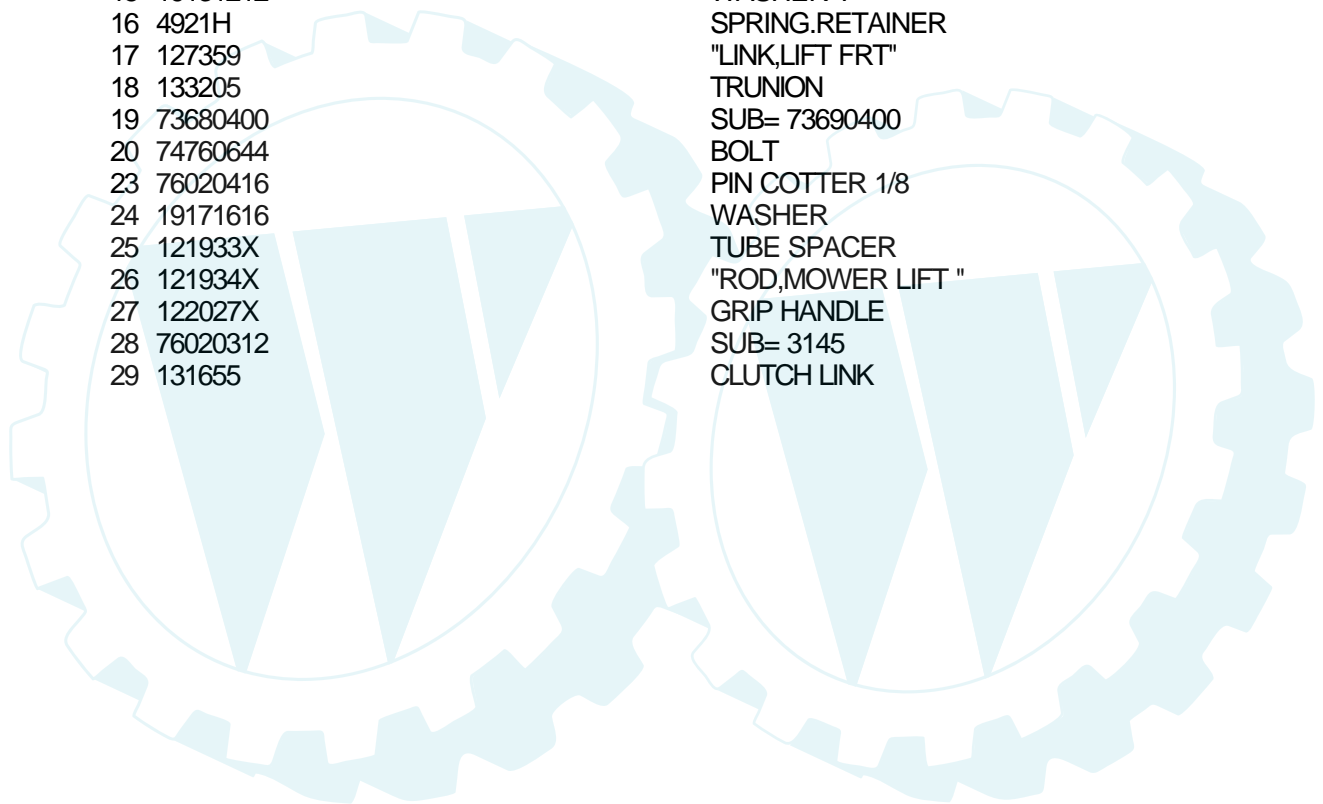 16 4921H SPRING.RETAINER
17 127359 "LINK,LIFT FRT"
18 133205 TRUNION
19 73680400 SUB= 73690400
20 74760644 BOLT
23 76020416 PIN COTTER 1/8
24 19171616 WASHER
25 121933X TUBE SPACER
26 121934X "ROD,MOWER LIFT "
27 122027X GRIP HANDLE
28 76020312 SUB= 3145
29 131655 CLUTCH LINK